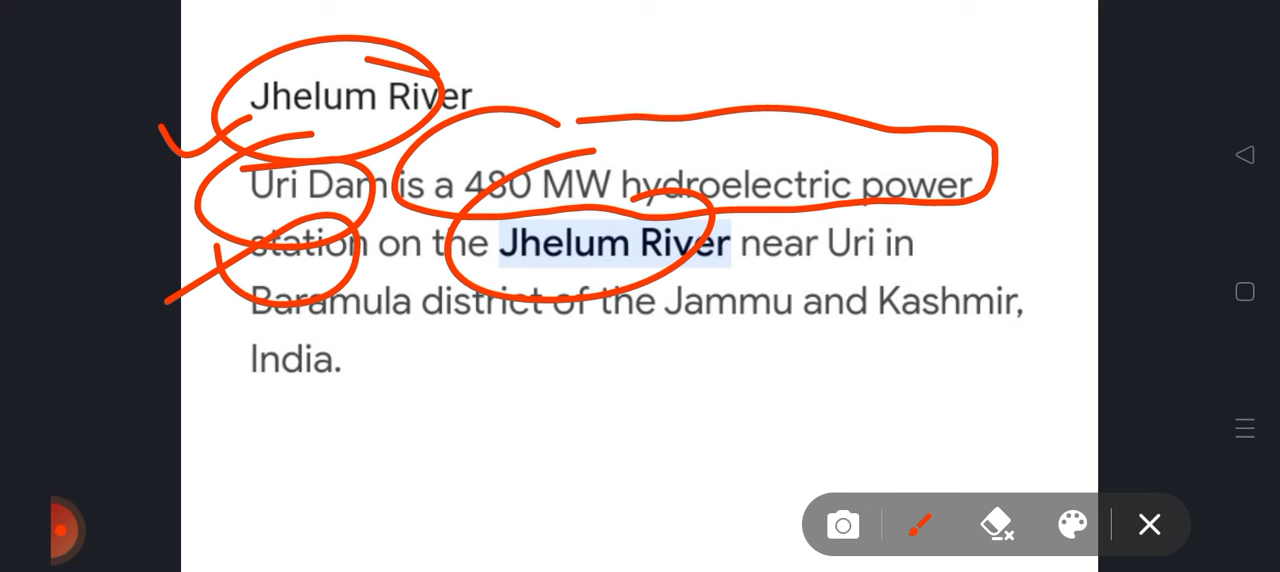 Jhelum River
Uri Dam is a 480 MW hydroelectric power
station on the Jhelum River near Uri in
Baramula district of the Jammu and Kashmir,
India.